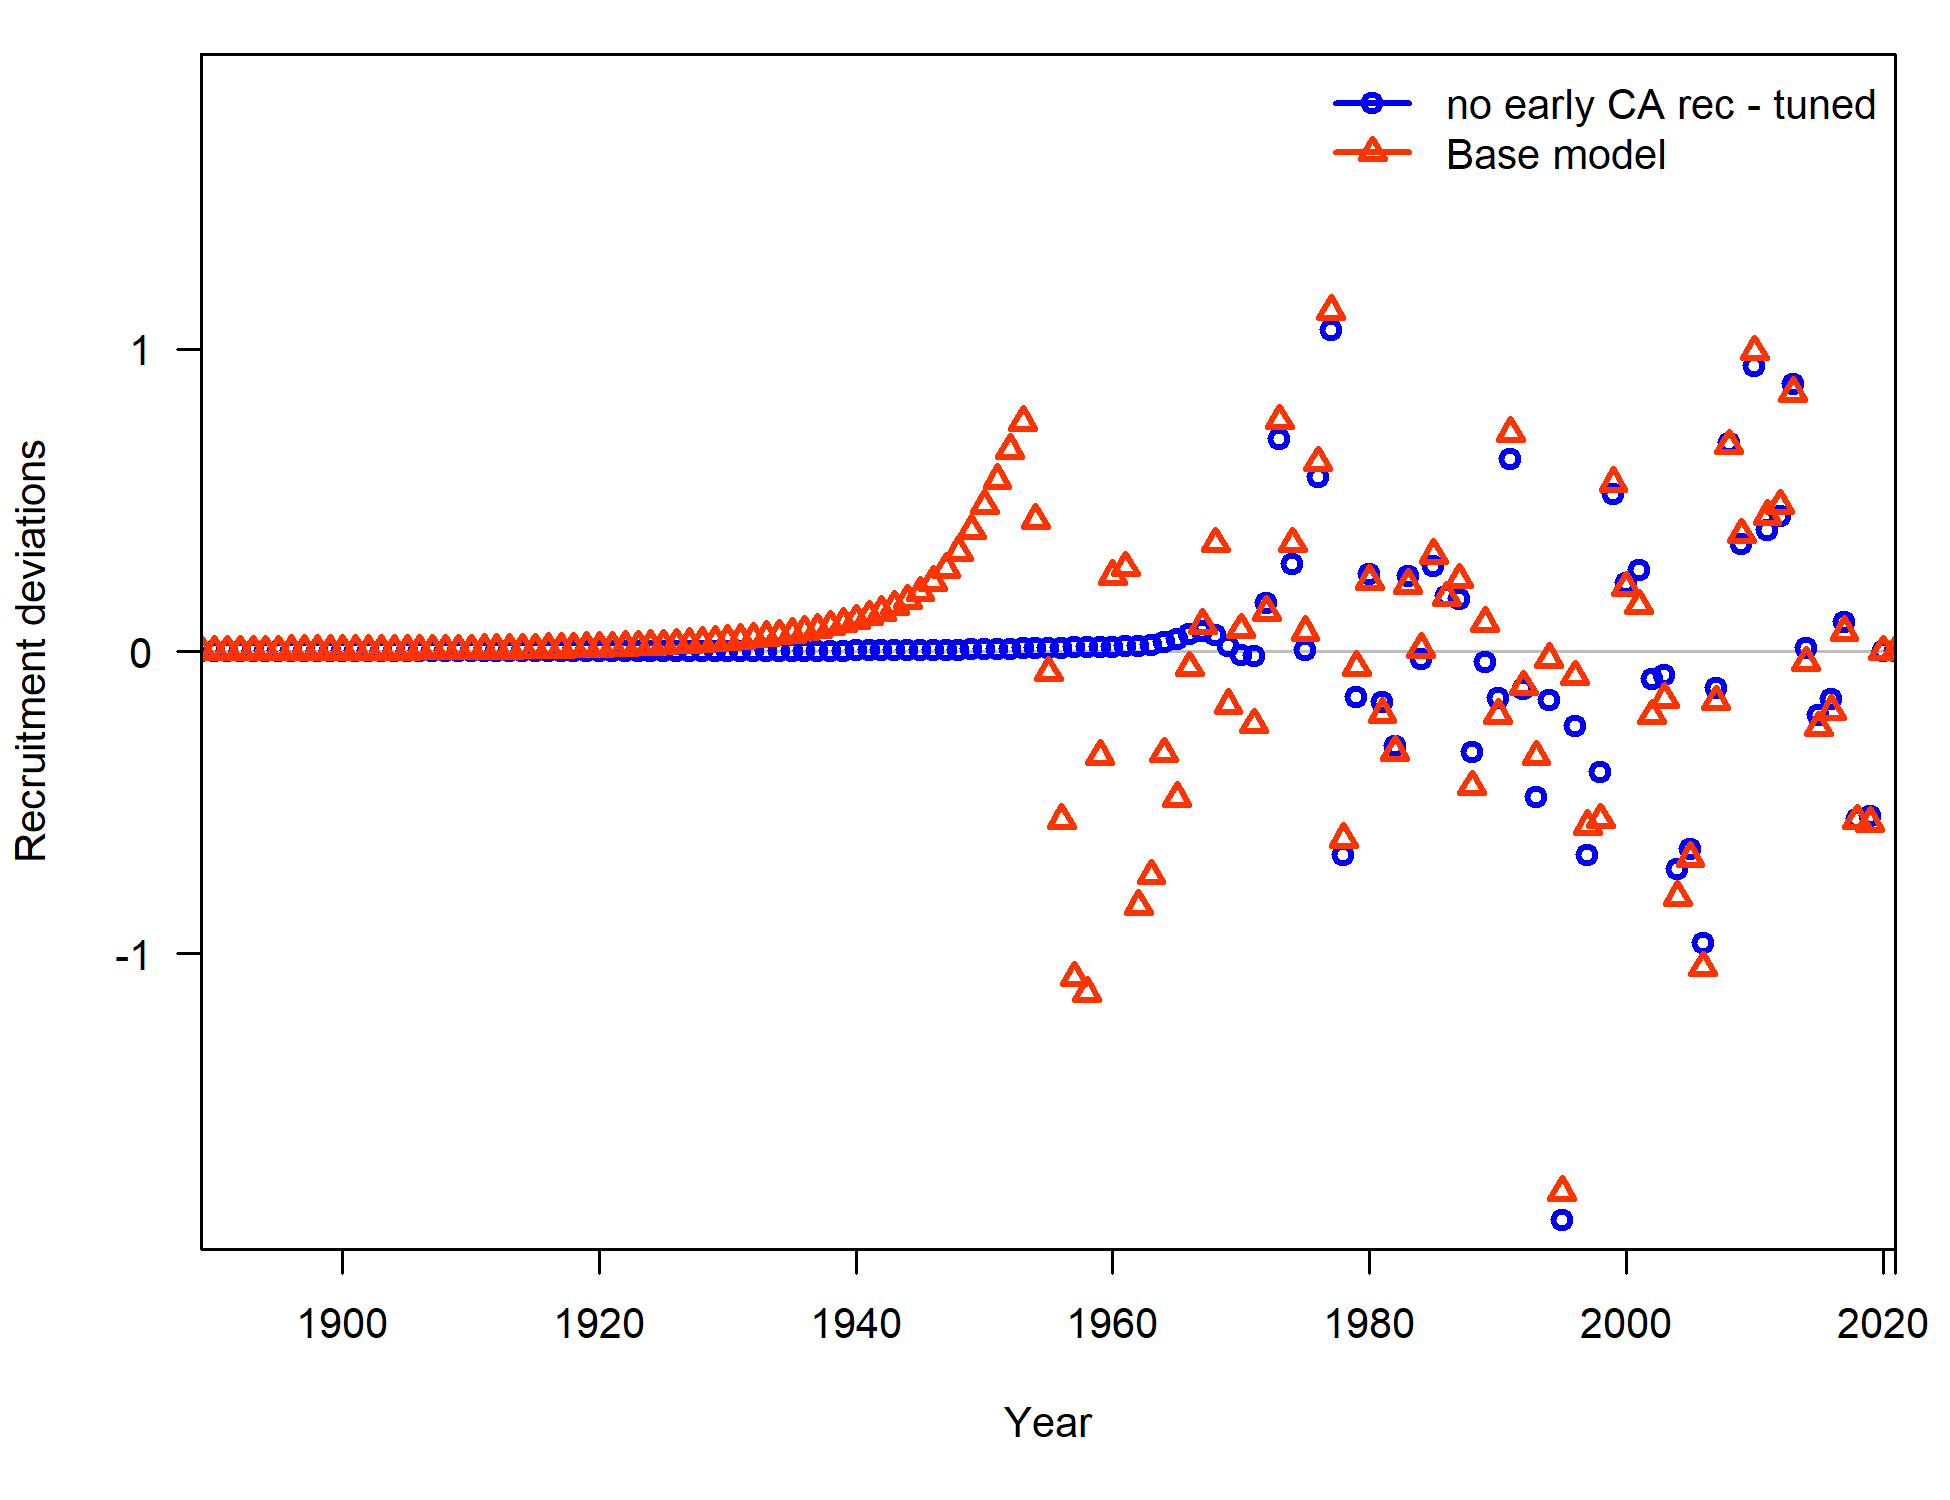 no early CA rec - tuned
Base model
1
0
-1
Recruitment deviations
1900 1920 1940 1960 1980 2000 2020
Year